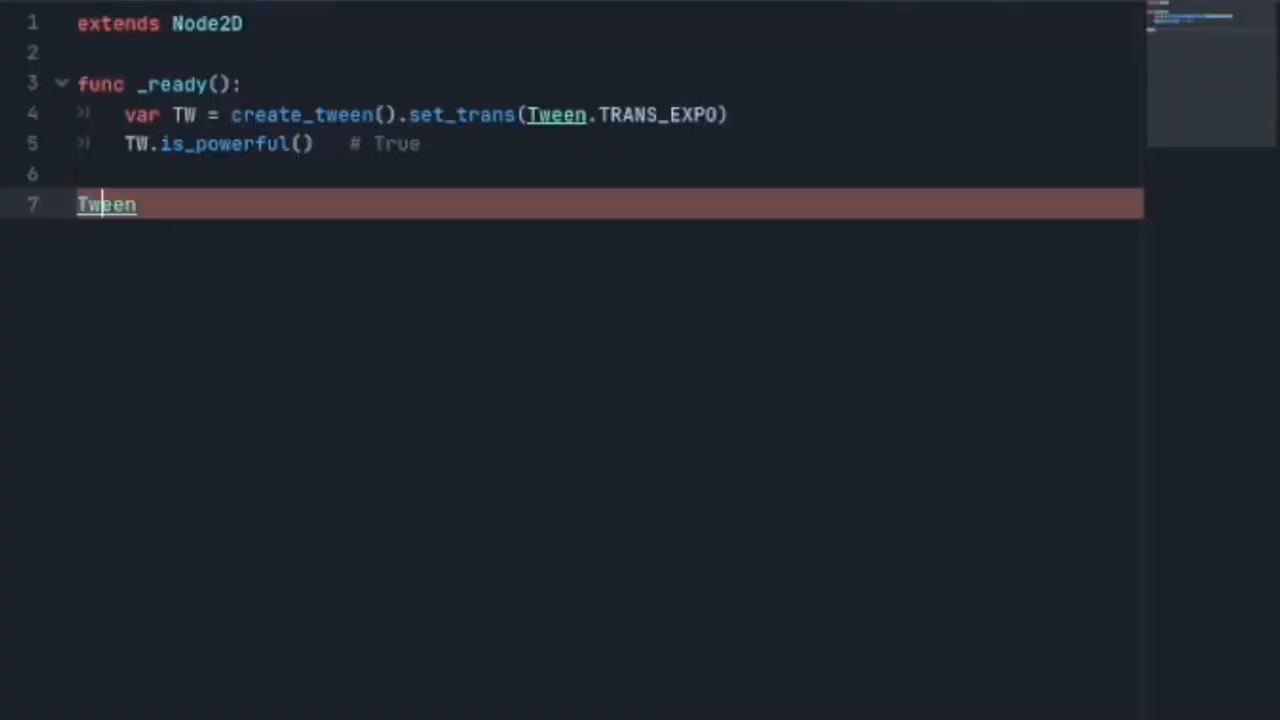 1 extends Node2D
2
3 func _ready():
4 var TW = create_tween().set_trans(Tween.TRANS_EXPO)
5 TW.is_powerful() # True
6
7 Tween